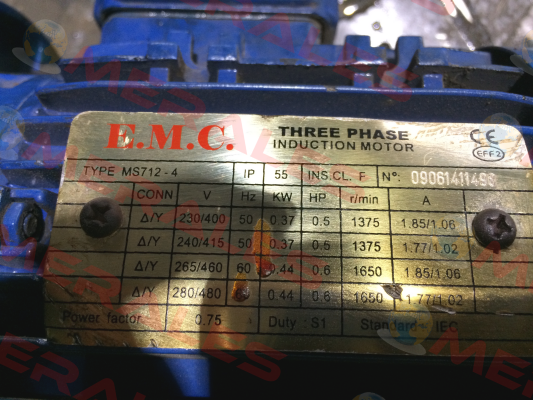 E.M.C. THREE PHASE
INDUCTION MOTOR
CE
EFF2
TYPE MS712-4 IP 55 INS.CL. F Nº:
CONN V Hz KW HP r/min A
Δ/Y 230/400 50 0.37 0.5 1375 1.85/1.06
Δ/Y 240/415 50 0.37 0.5 1375 1.77/1.02
Δ/Y 265/460 60 0.44 0.6 1650 1.85/1.06
Δ/Y 280/480 0.44 0.6 1650 1.77/1.02
Power factor 0.75 Duty : S1 Standard IEC